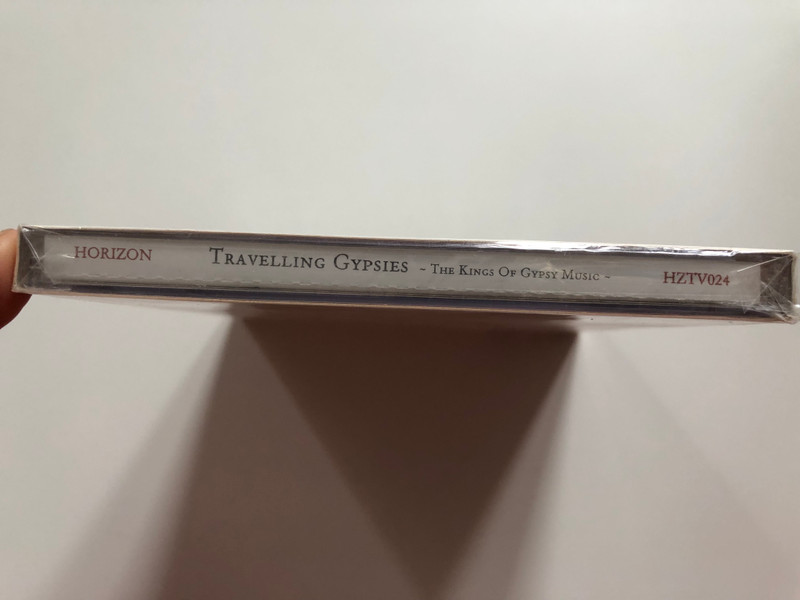 HORIZON Travelling Gypsies ~ The Kings Of Gypsy Music ~ HZTV024